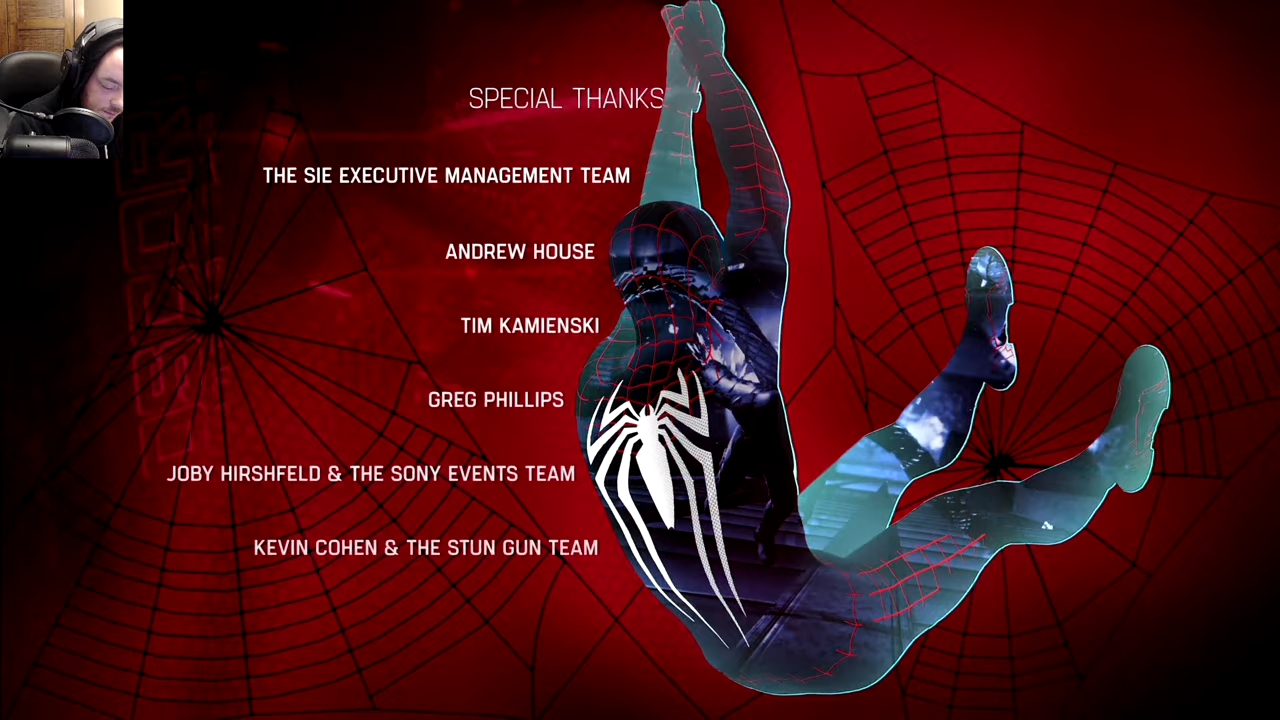 SPECIAL THANKS
THE SIE EXECUTIVE MANAGEMENT TEAM
ANDREW HOUSE
TIM KAMIENSKI
GREG PHILLIPS
JOBY HIRSHFELD & THE SONY EVENTS TEAM
KEVIN COHEN & THE STUN GUN TEAM